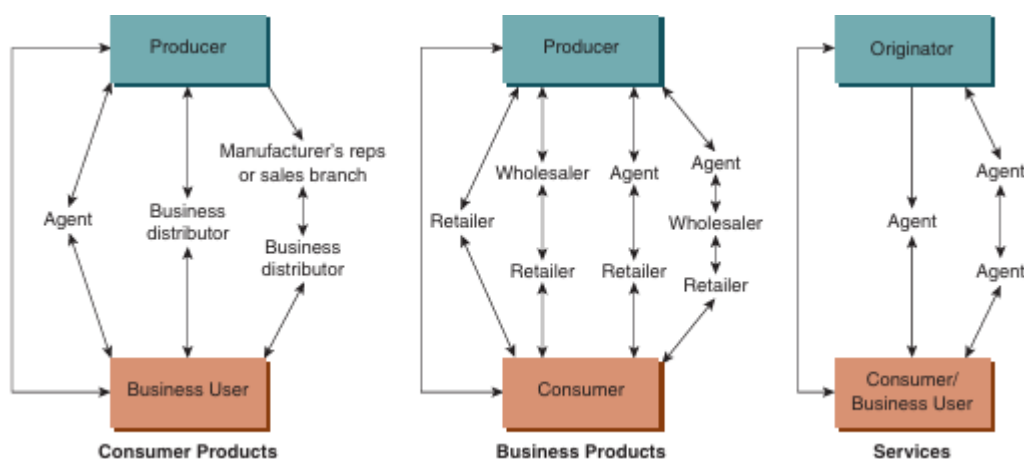 Producer
Manufacturer's reps
or sales branch
Agent
Business
distributor
Business
distributor
Business User
Consumer Products
Producer
Wholesaler
Agent
Agent
Retailer
Wholesaler
Retailer
Retailer
Retailer
Consumer
Business Products
Originator
Agent
Agent
Agent
Consumer/
Business User
Services